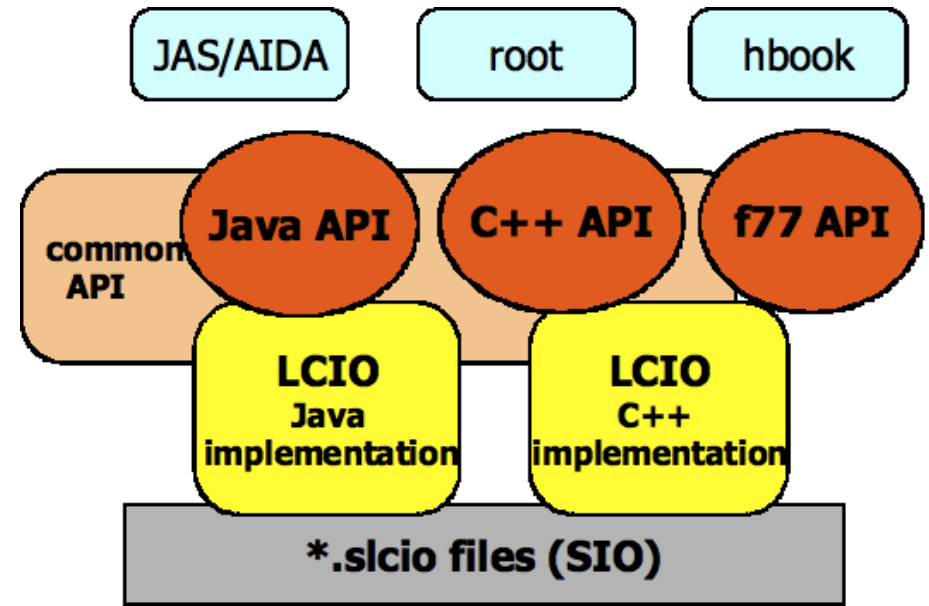 JAS/AIDA
root
hbook
common
API
Java API
C++ API
f77 API
LCIO
Java
implementation
LCIO
C++
implementation
*.slcio files (SIO)